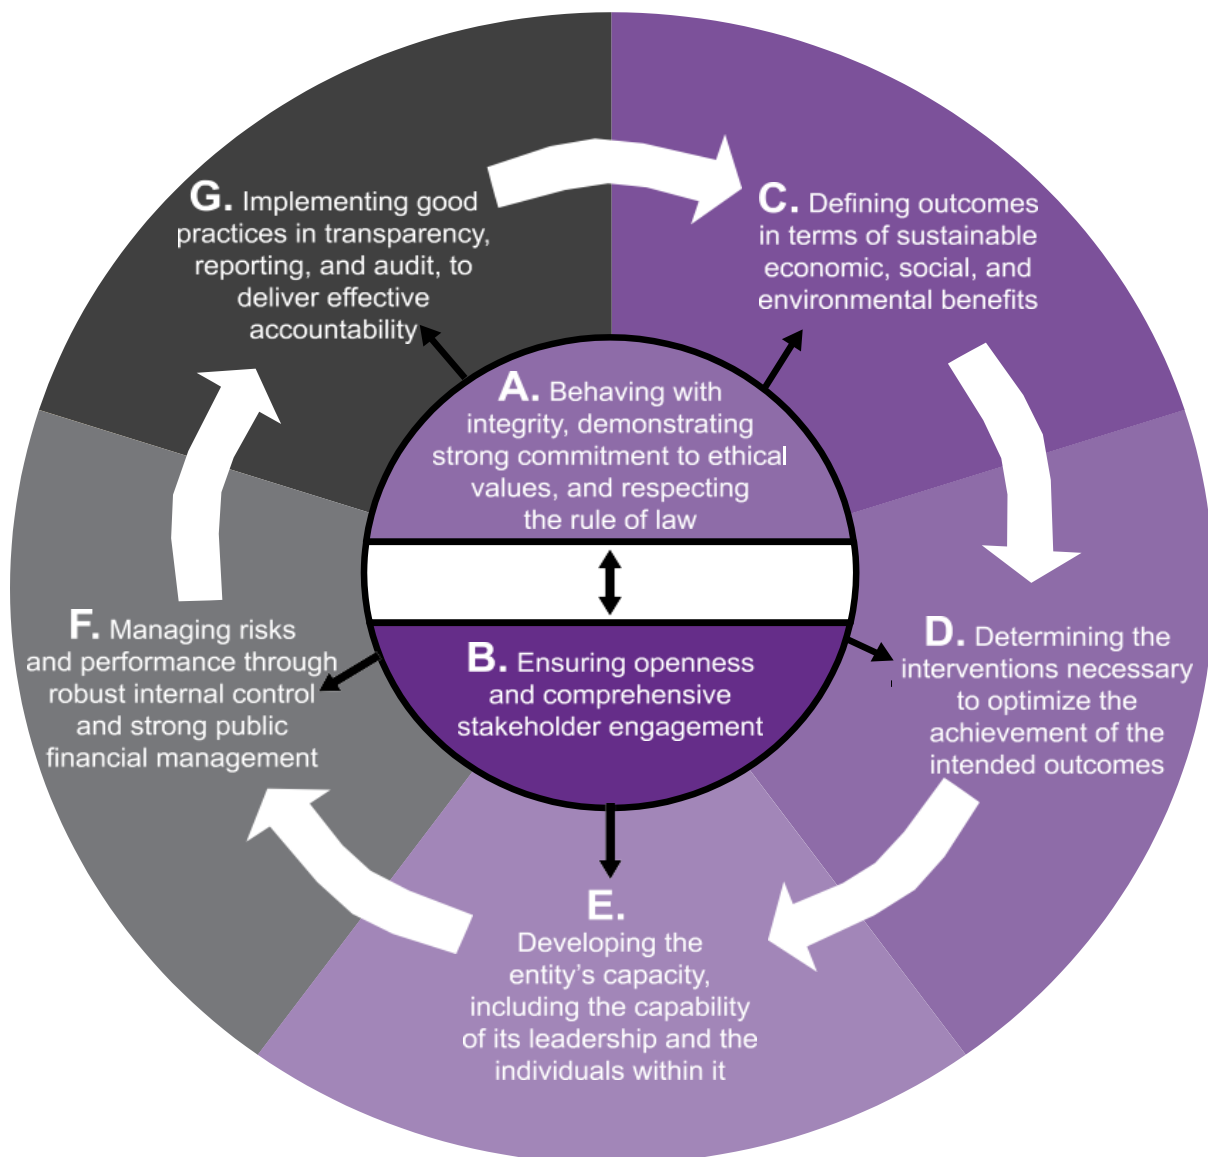 A. Behaving with
integrity, demonstrating
strong commitment to ethical
values, and respecting
the rule of law
B. Ensuring openness
and comprehensive
stakeholder engagement
C. Defining outcomes
in terms of sustainable
economic, social, and
environmental benefits
D. Determining the
interventions necessary
to optimize the
achievement of the
intended outcomes
E.
Developing the
entity’s capacity,
including the capability
of its leadership and the
individuals within it
F. Managing risks
and performance through
robust internal control
and strong public
financial management
G. Implementing good
practices in transparency,
reporting, and audit, to
deliver effective
accountability